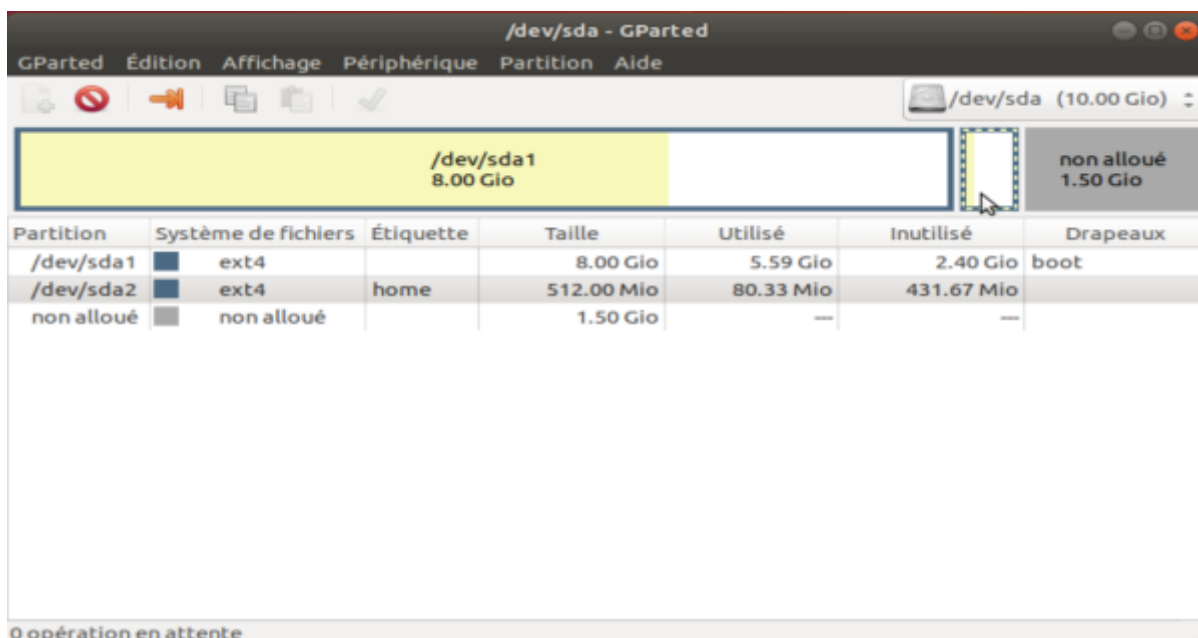 /dev/sda - GParted
GParted Édition Affichage Périphérique Partition Aide
/dev/sda (10.00 Gio)
/dev/sda1
8.00 Gio
non alloué
1.50 Gio
Partition Système de fichiers Étiquette Taille Utilisé Inutilisé Drapeaux
/dev/sda1 ext4 8.00 Gio 5.59 Gio 2.40 Gio boot
/dev/sda2 ext4 home 512.00 Mio 80.33 Mio 431.67 Mio
non alloué non alloué 1.50 Gio --- ---
0 opération en attente